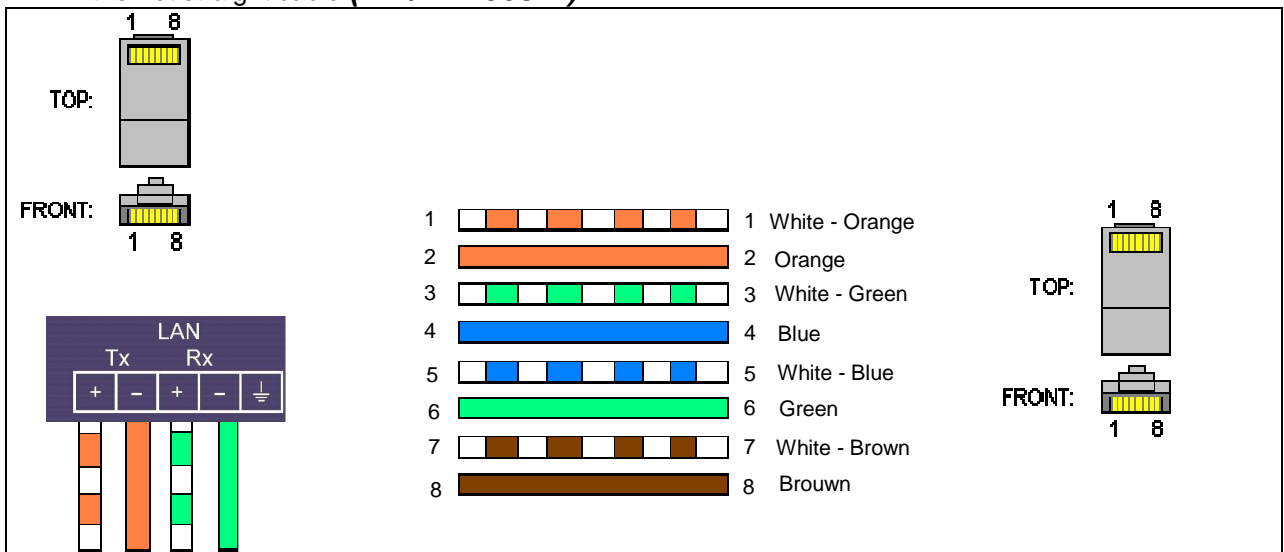 straight cable
1 8
TOP:
FRONT:
1 8
LAN
Tx Rx
+ − + −
1 1 White - Orange
2 2 Orange
3 3 White - Green
4 4 Blue
5 5 White - Blue
6 6 Green
7 7 White - Brown
8 8 Brouwn
1 8
TOP:
FRONT:
1 8